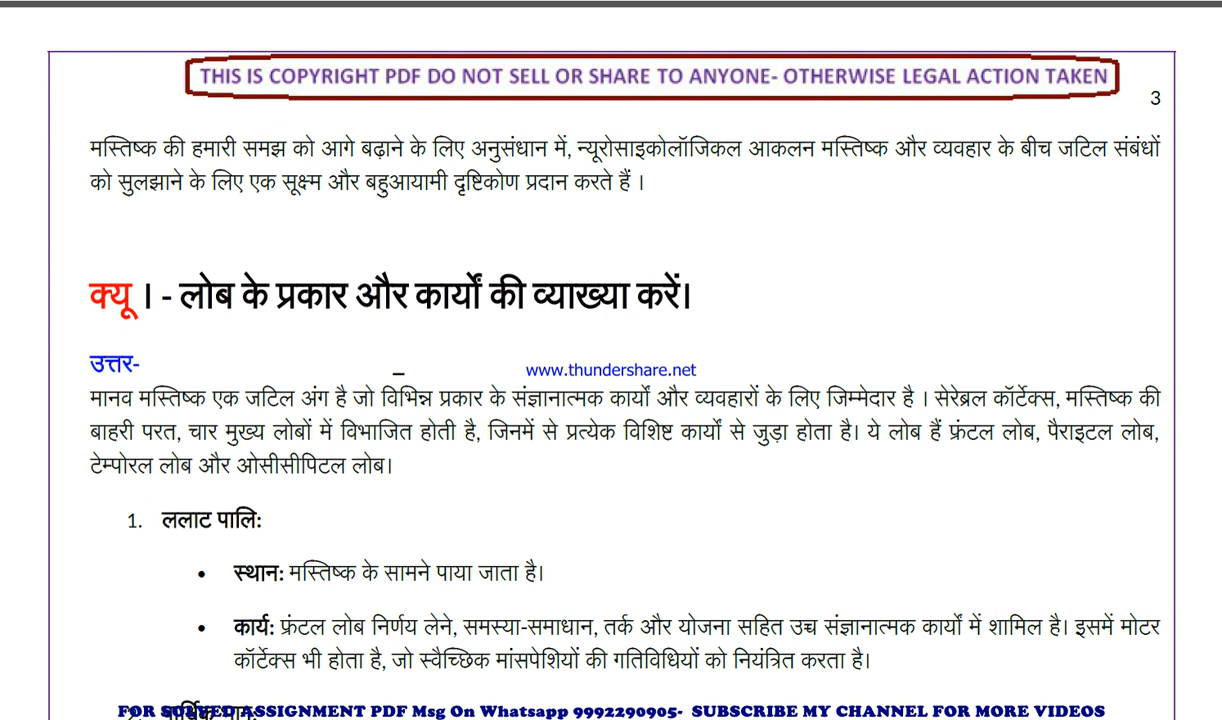 THIS IS COPYRIGHT PDF DO NOT SELL OR SHARE TO ANYONE- OTHERWISE LEGAL ACTION TAKEN
3
मस्तिष्क की हमारी समझ को आगे बढ़ाने के लिए अनुसंधान में, न्यूरोसाइकोलॉजिकल आकलन मस्तिष्क और व्यवहार के बीच जटिल संबंधों
को सुलझाने के लिए एक सूक्ष्म और बहुआयामी दृष्टिकोण प्रदान करते हैं ।
क्यू । - लोब के प्रकार और कार्यों की व्याख्या करें।
उत्तर-
www.thundershare.net
मानव मस्तिष्क एक जटिल अंग है जो विभिन्न प्रकार के संज्ञानात्मक कार्यों और व्यवहारों के लिए जिम्मेदार है । सेरेब्रल कॉर्टेक्स, मस्तिष्क की
बाहरी परत, चार मुख्य लोबों में विभाजित होती है, जिनमें से प्रत्येक विशिष्ट कार्यों से जुड़ा होता है। ये लोब हैं फ्रंटल लोब, पैराइटल लोब,
टेम्पोरल लोब और ओसीसीपिटल लोब।
1. ललाट पालि:
• स्थान: मस्तिष्क के सामने पाया जाता है।
• कार्य: फ्रंटल लोब निर्णय लेने, समस्या-समाधान, तर्क और योजना सहित उच्च संज्ञानात्मक कार्यों में शामिल है। इसमें मोटर
कॉर्टेक्स भी होता है, जो स्वैच्छिक मांसपेशियों की गतिविधियों को नियंत्रित करता है।
FOR SOLVED ASSIGNMENT PDF Msg On Whatsapp 9992290905- SUBSCRIBE MY CHANNEL FOR MORE VIDEOS